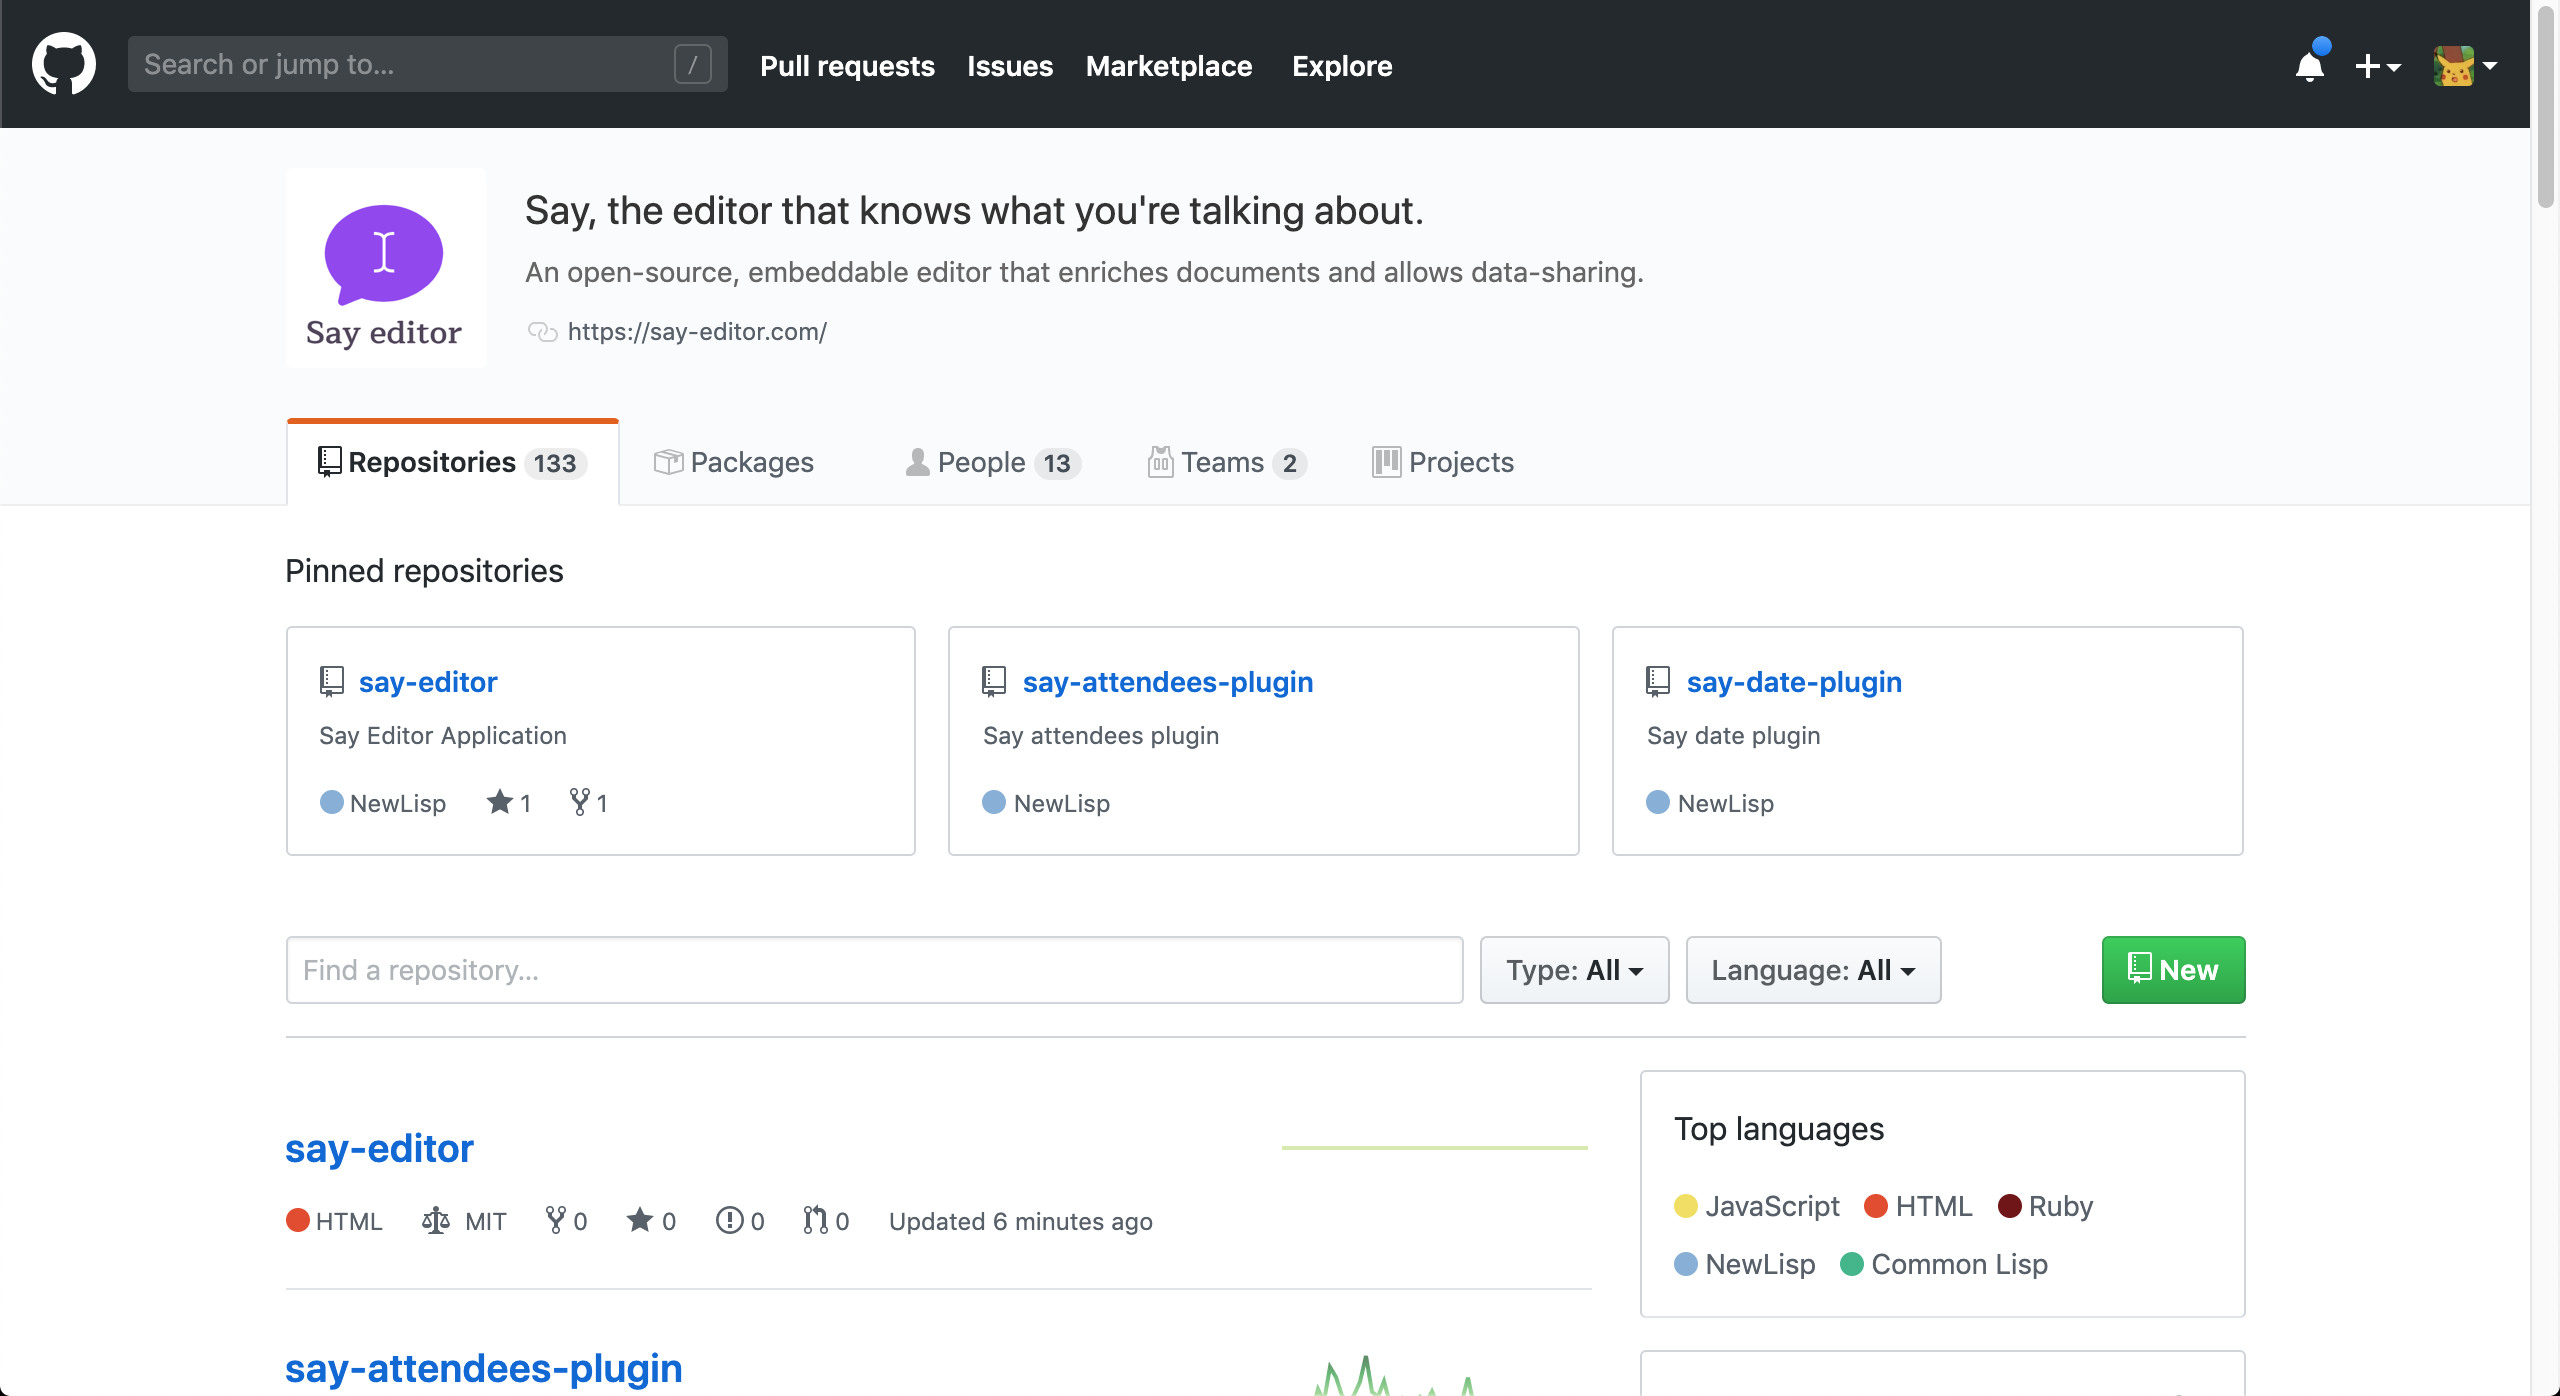 Search or jump to... /
Pull requests Issues Marketplace Explore
Say editor
Say, the editor that knows what you're talking about.
An open-source, embeddable editor that enriches documents and allows data-sharing.
https://say-editor.com/
Repositories 133 Packages People 13 Teams 2 Projects
Pinned repositories
say-editor
Say Editor Application
NewLisp 1 1
say-attendees-plugin
Say attendees plugin
NewLisp
say-date-plugin
Say date plugin
NewLisp
Find a repository... Type: All Language: All New
say-editor
HTML MIT 0 0 0 0 Updated 6 minutes ago
say-attendees-plugin
Top languages
JavaScript HTML Ruby
NewLisp Common Lisp